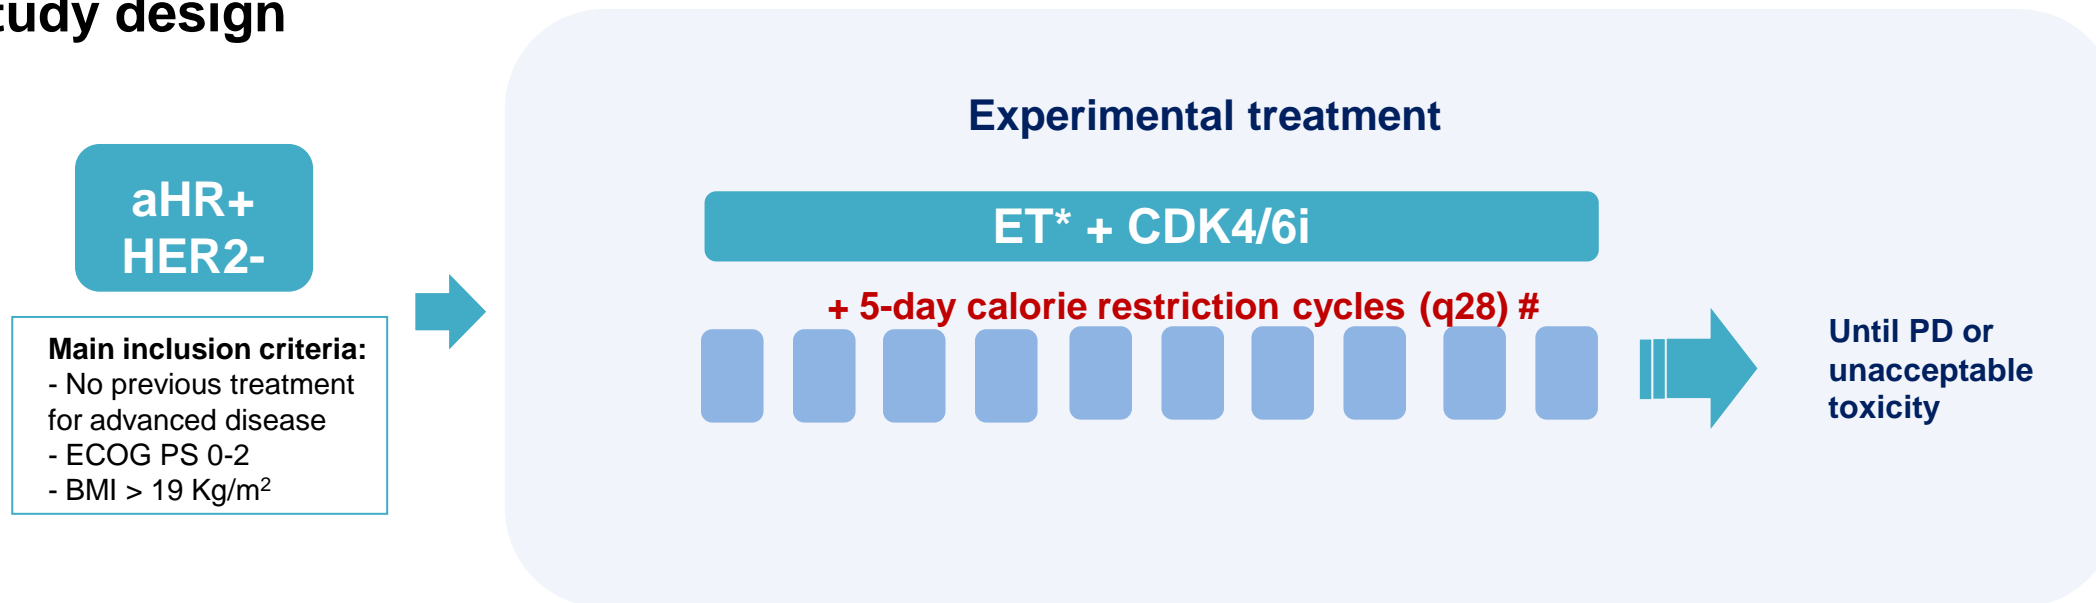 tudy design
aHR+
HER2-
Main inclusion criteria:
- No previous treatment
for advanced disease
- ECOG PS 0-2
- BMI > 19 Kg/m²
Experimental treatment
ET* + CDK4/6i
+ 5-day calorie restriction cycles (q28) #
Until PD or
unacceptable
toxicity